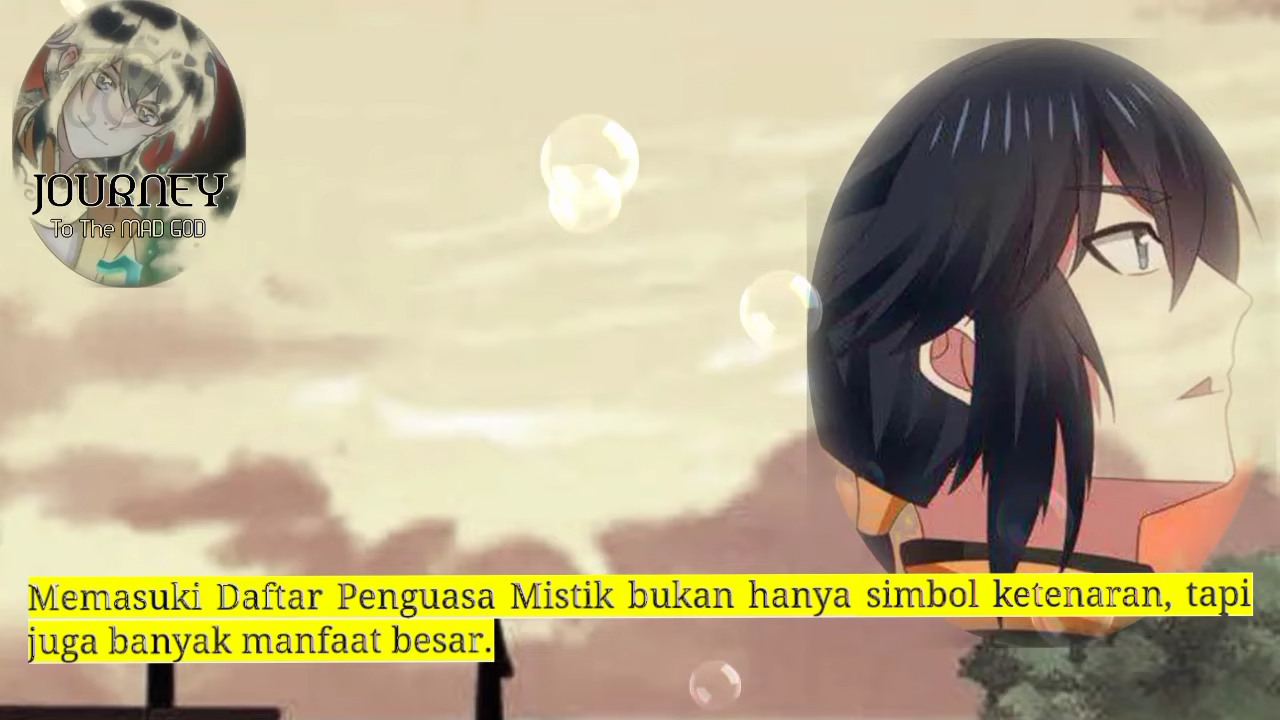 JOURNEY
To The MAD GOD
Memasuki Daftar Penguasa Mistik bukan hanya simbol ketenaran, tapi
juga banyak manfaat besar.